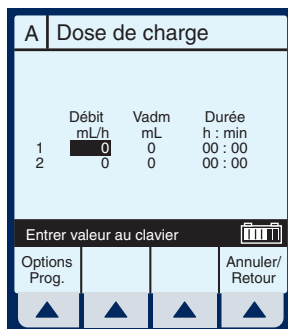 A Dose de charge
Débit Vadm Durée
mL/h mL h : min
1 0 0 00 : 00
2 0 0 00 : 00
Entrer valeur au clavier
Options Annuler/
Prog. Retour